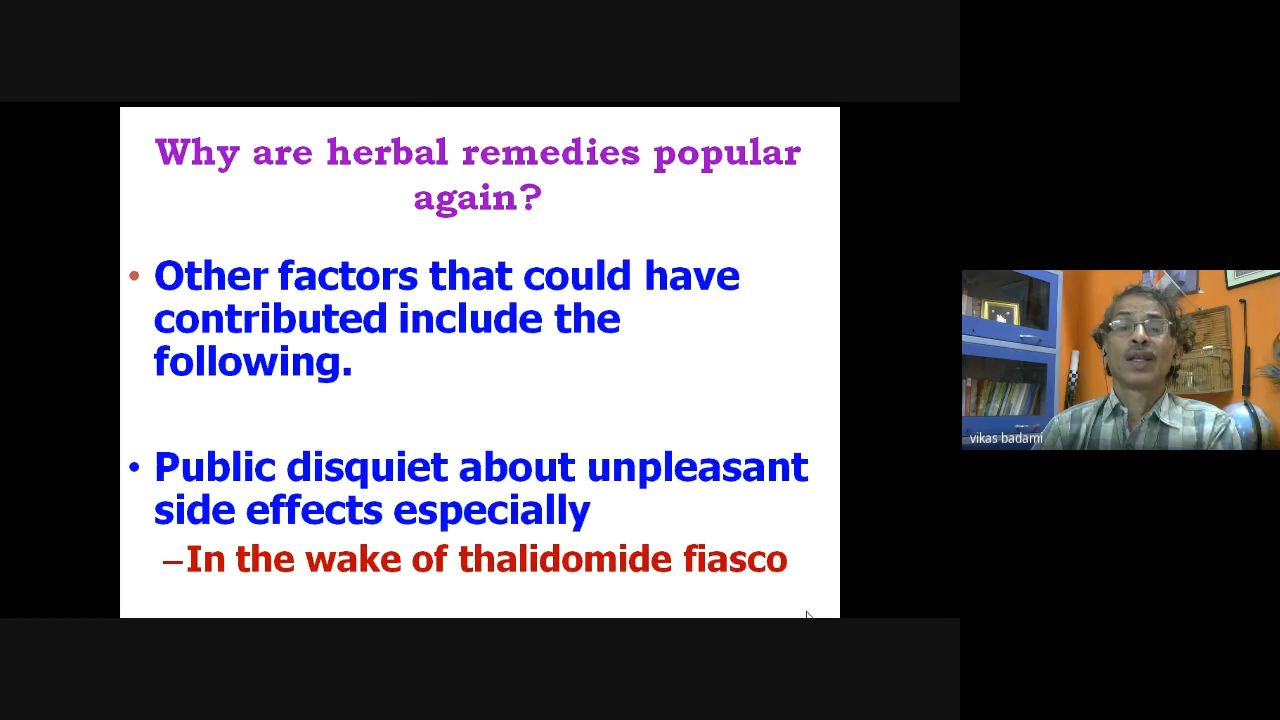 Why are herbal remedies popular
again?
• Other factors that could have
contributed include the
following.
• Public disquiet about unpleasant
side effects especially
–In the wake of thalidomide fiasco
vikas badami